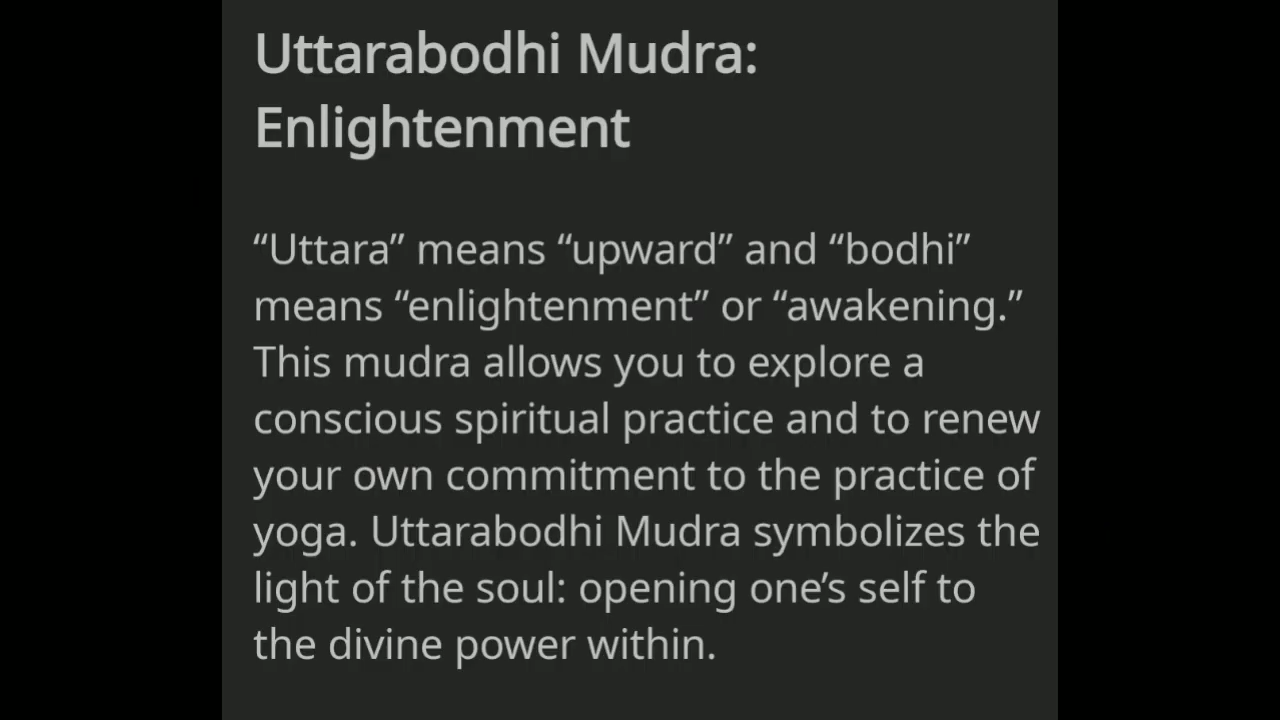 Uttarabodhi Mudra:
Enlightenment
“Uttara” means “upward” and “bodhi”
means “enlightenment” or “awakening.”
This mudra allows you to explore a
conscious spiritual practice and to renew
your own commitment to the practice of
yoga. Uttarabodhi Mudra symbolizes the
light of the soul: opening one’s self to
the divine power within.